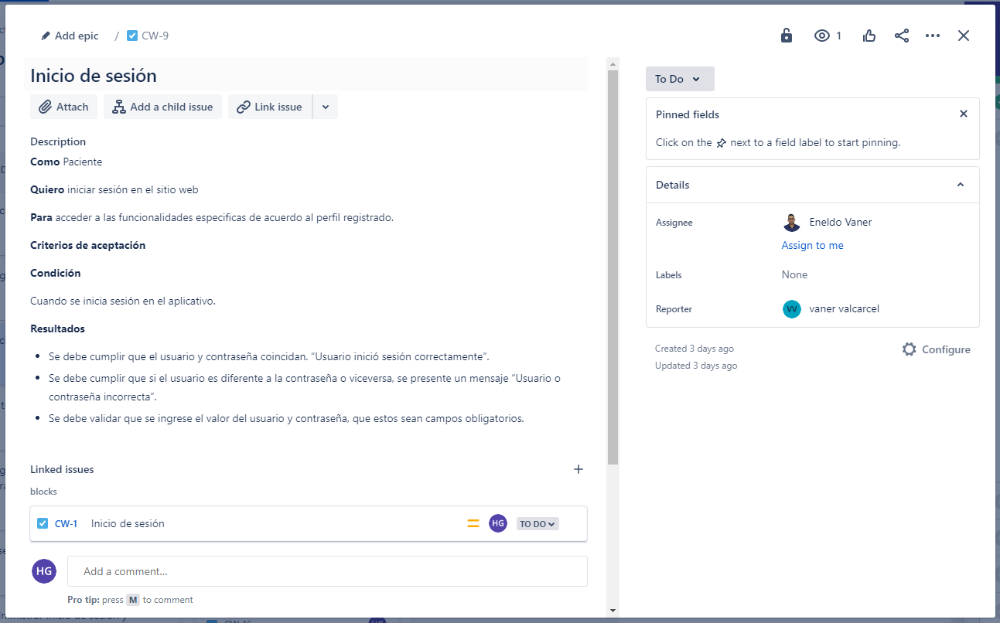 Add epic / CW-9
1
Inicio de sesión
Attach
Add a child issue
Link issue
Description
Como Paciente
Quiero iniciar sesión en el sitio web
Para acceder a las funcionalidades especificas de acuerdo al perfil registrado.
Criterios de aceptación
Condición
Cuando se inicia sesión en el aplicativo.
Resultados
• Se debe cumplir que el usuario y contraseña coincidan. “Usuario inició sesión correctamente”.
• Se debe cumplir que si el usuario es diferente a la contraseña o viceversa, se presente un mensaje “Usuario o
contraseña incorrecta”.
• Se debe validar que se ingrese el valor del usuario y contraseña, que estos sean campos obligatorios.
Linked issues
blocks
CW-1 Inicio de sesión HG TO DO
HG Add a comment…
Pro tip: press M to comment
To Do
Pinned fields
Click on the next to a field label to start pinning.
Details
Assignee Eneldo Vaner
Assign to me
Labels None
Reporter VV vaner valcarcel
Created 3 days ago
Configure
Updated 3 days ago